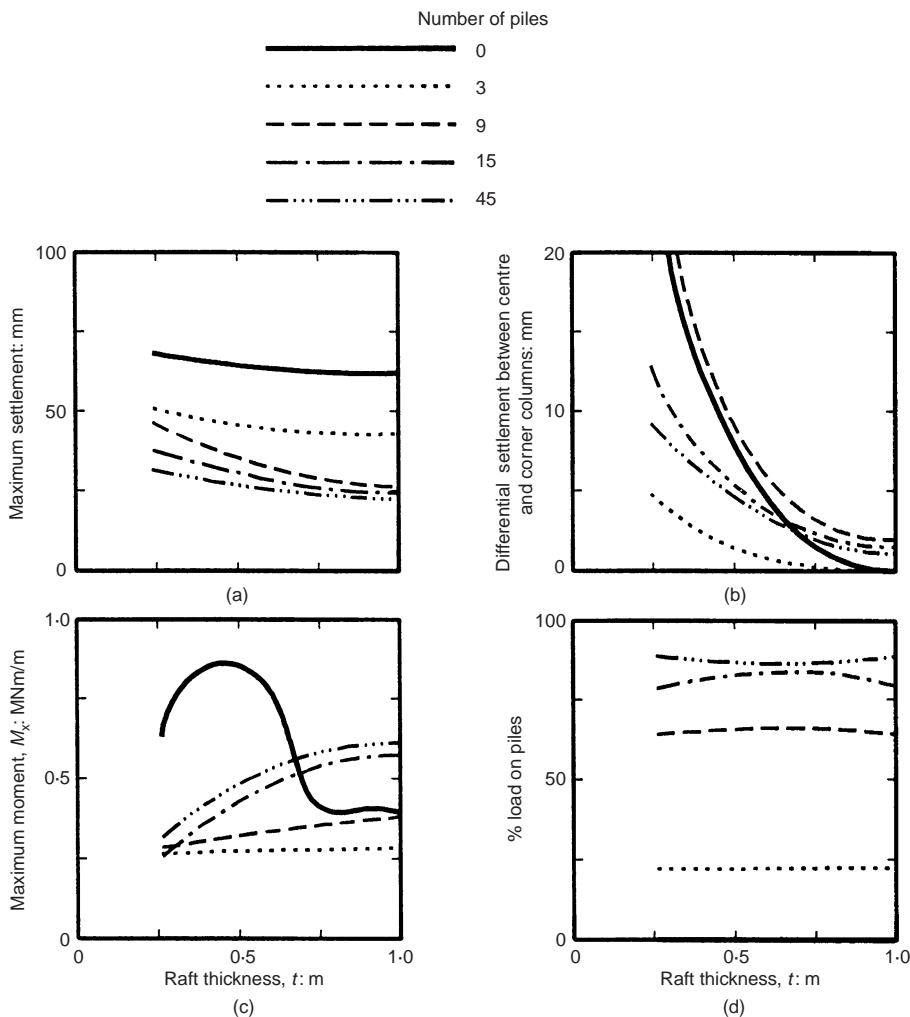 Number of piles
0
3
9
15
45
100
50
0
Maximum settlement: mm
(a)
20
10
0
Differential settlement between centre
and corner columns: mm
(b)
1·0
0·5
0
Maximum moment, Mx: MNm/m
0
0·5
1·0
Raft thickness, t: m
(c)
100
50
0
% load on piles
0
0·5
1·0
Raft thickness, t: m
(d)